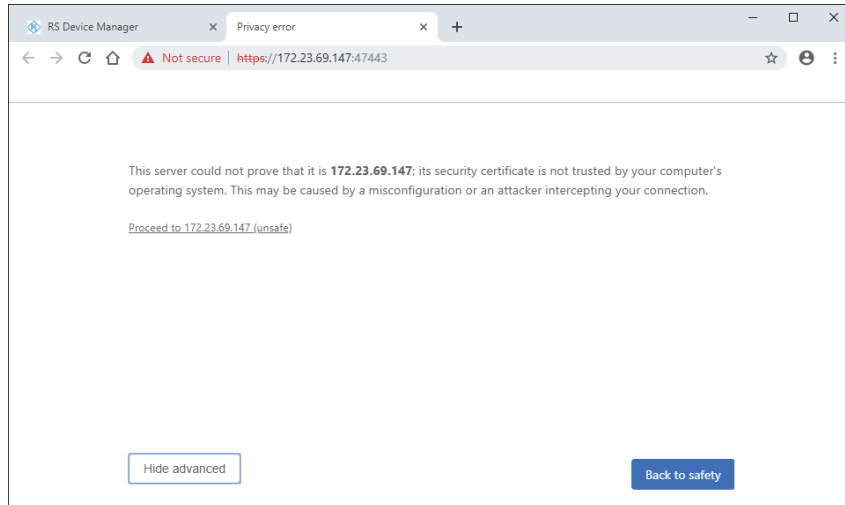 RS Device Manager
Privacy error
Not secure | https://172.23.69.147:47443
This server could not prove that it is 172.23.69.147; its security certificate is not trusted by your computer's
operating system. This may be caused by a misconfiguration or an attacker intercepting your connection.
Proceed to 172.23.69.147 (unsafe)
Hide advanced
Back to safety